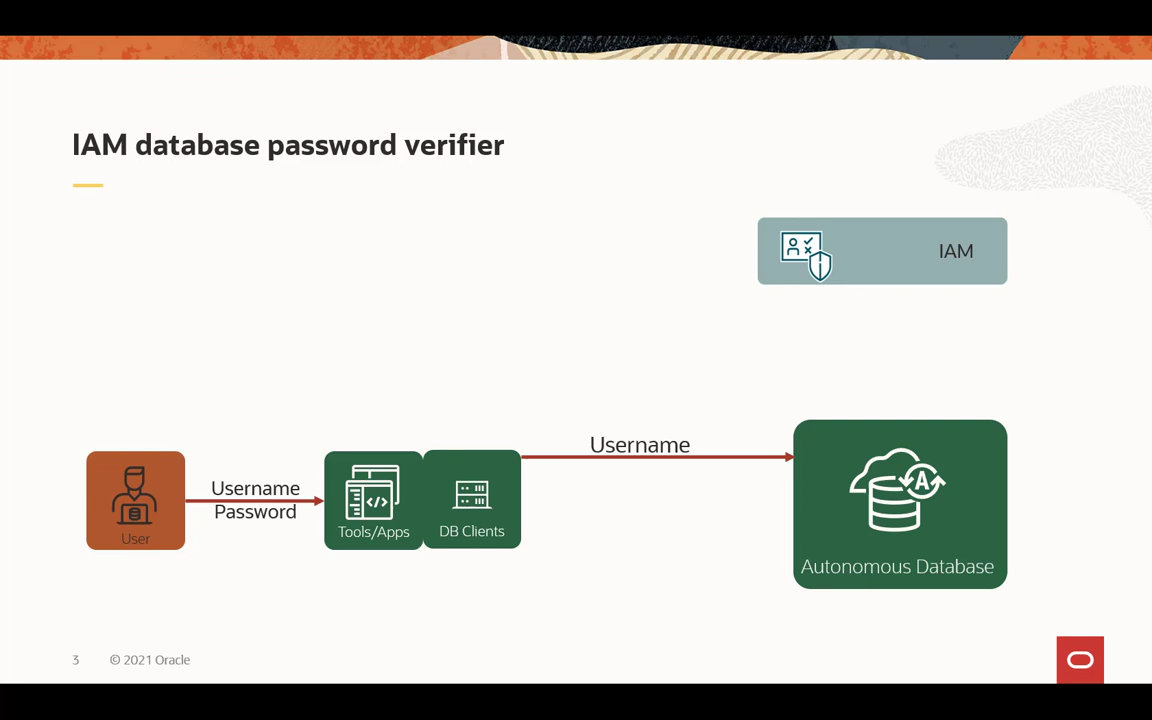 IAM database password verifier
IAM
Username
Username
Password
User
Tools/Apps
DB Clients
A
Autonomous Database
3
© 2021 Oracle